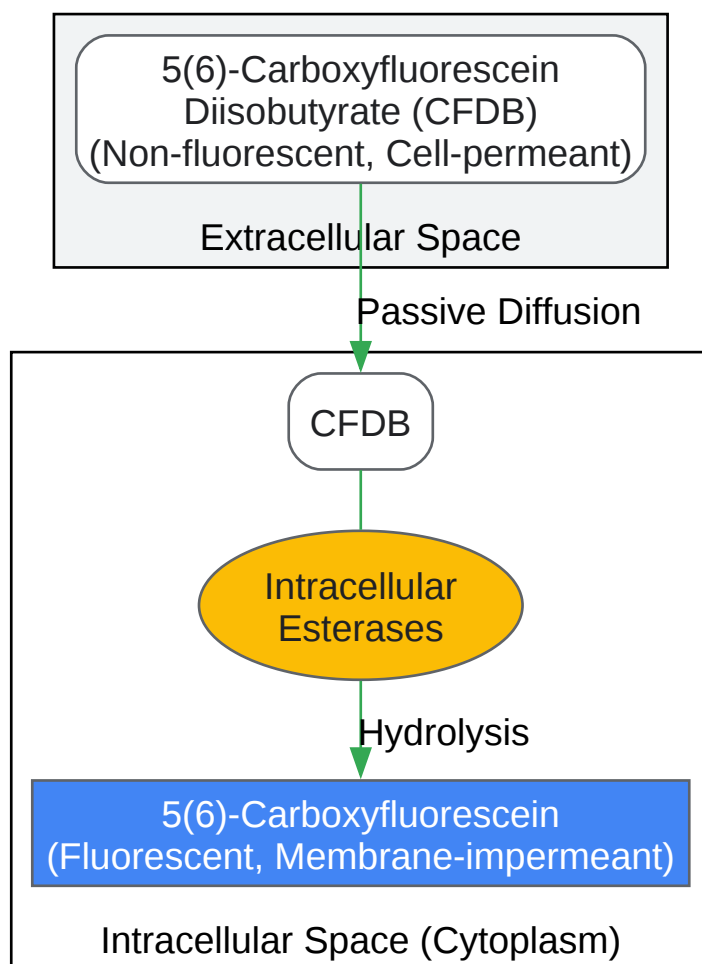 5(6)-Carboxyfluorescein
Diisobutyrate (CFDB)
(Non-fluorescent, Cell-permeant)
Extracellular Space
Passive Diffusion
CFDB
Intracellular
Esterases
Hydrolysis
5(6)-Carboxyfluorescein
(Fluorescent, Membrane-impermeant)
Intracellular Space (Cytoplasm)